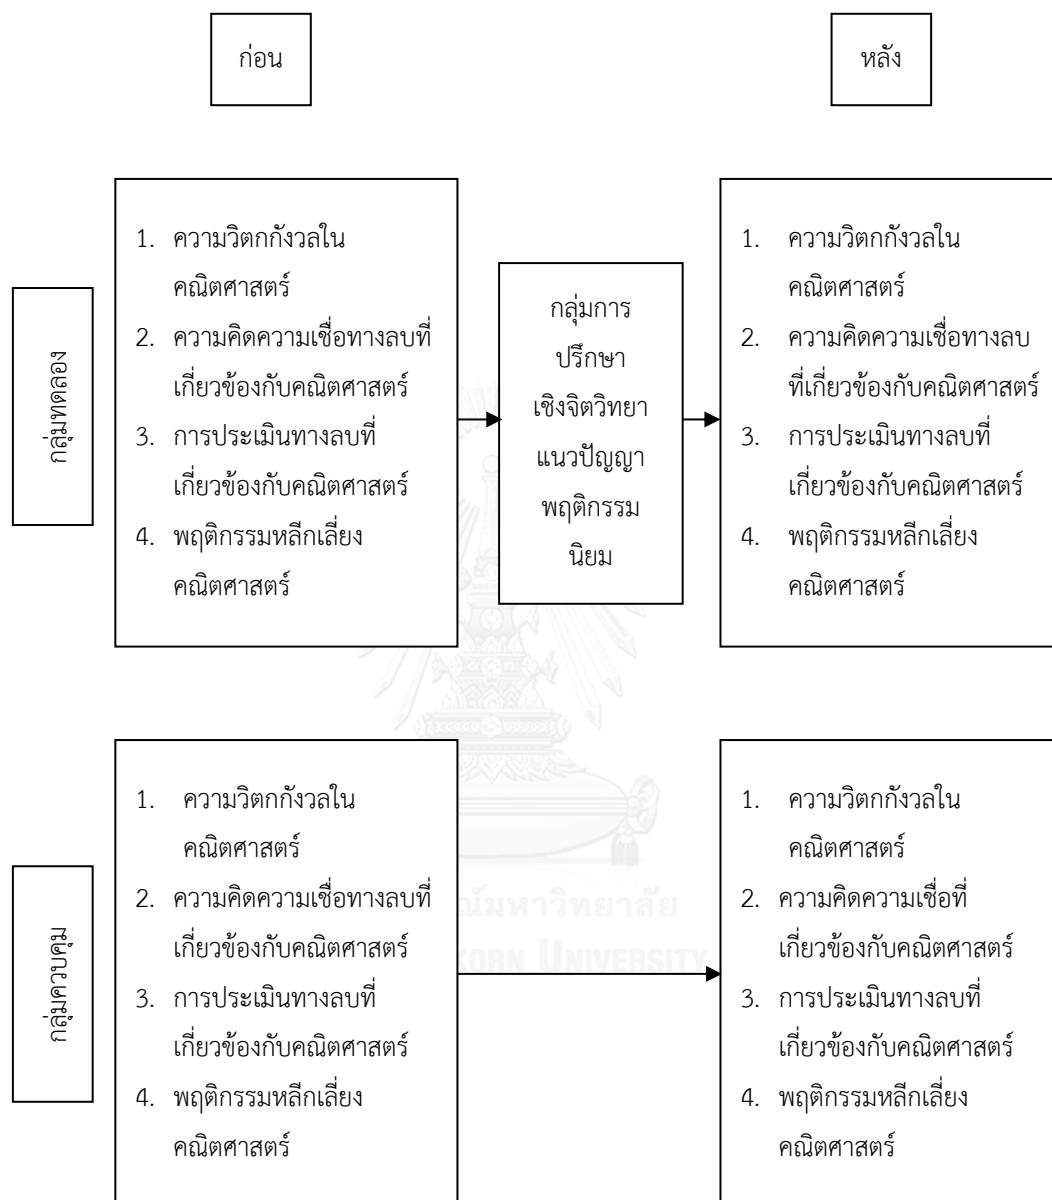 ก่อน
หลัง
กลุ่มทดลอง
1. ความวิตกกังวลใน
คณิตศาสตร์
2. ความคิดความเชื่อทางลบที่
เกี่ยวข้องกับคณิตศาสตร์
3. การประเมินทางลบที่
เกี่ยวข้องกับคณิตศาสตร์
4. พฤติกรรมหลีกเลี่ยง
คณิตศาสตร์
กลุ่มการ
ปรึกษา
เชิงจิตวิทยา
แนวปัญญา
พฤติกรรม
นิยม
1. ความวิตกกังวลใน
คณิตศาสตร์
2. ความคิดความเชื่อทางลบ
ที่เกี่ยวข้องกับคณิตศาสตร์
3. การประเมินทางลบที่
เกี่ยวข้องกับคณิตศาสตร์
4. พฤติกรรมหลีกเลี่ยง
คณิตศาสตร์
กลุ่มควบคุม
1. ความวิตกกังวลใน
คณิตศาสตร์
2. ความคิดความเชื่อทางลบที่
เกี่ยวข้องกับคณิตศาสตร์
3. การประเมินทางลบที่
เกี่ยวข้องกับคณิตศาสตร์
4. พฤติกรรมหลีกเลี่ยง
คณิตศาสตร์
มหาวิทยาลัย
KORN UNIVERSITY
1. ความวิตกกังวลใน
คณิตศาสตร์
2. ความคิดความเชื่อที่
เกี่ยวข้องกับคณิตศาสตร์
3. การประเมินทางลบที่
เกี่ยวข้องกับคณิตศาสตร์
4. พฤติกรรมหลีกเลี่ยง
คณิตศาสตร์